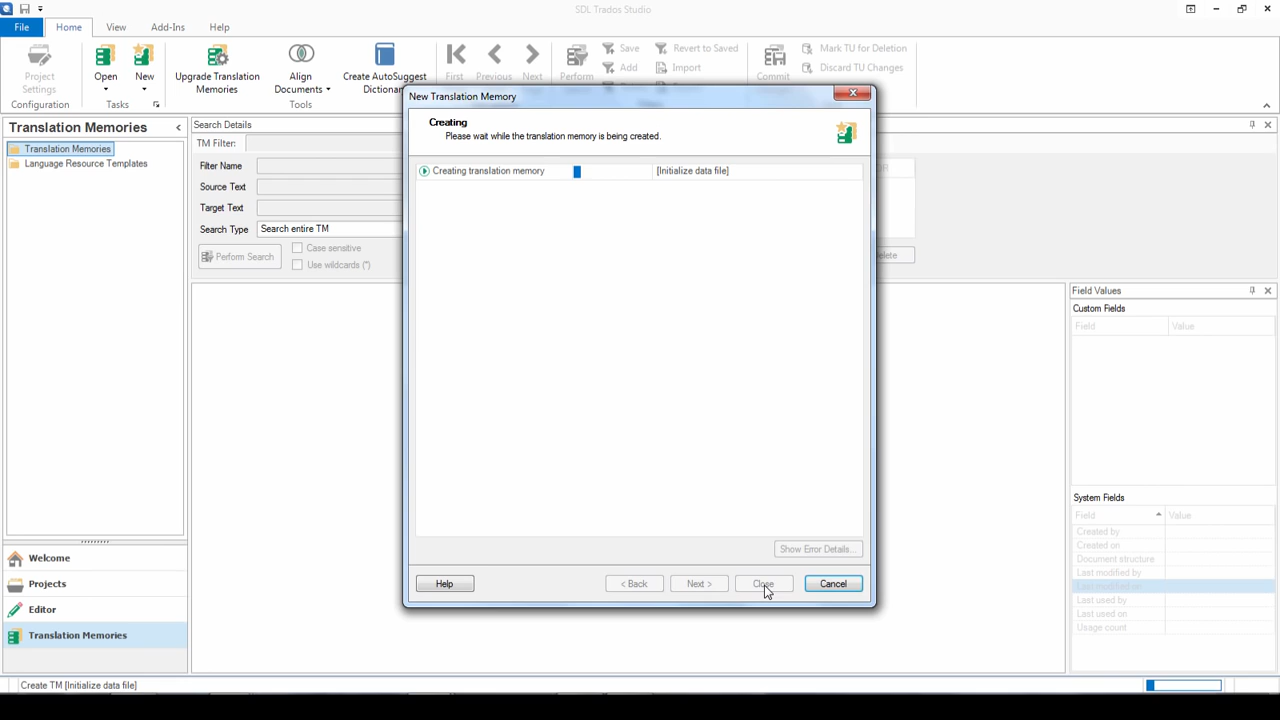 SDL Trados Studio
File
Home
View
Add-Ins
Help
Project
Settings
Configuration
Open
New
Tasks
Upgrade Translation
Memories
Align
Documents
Create AutoSuggest
Dictionary
Tools
First
Previous
Next
Perform
Save
Add
Revert to Saved
Import
Commit
Mark TU for Deletion
Discard TU Changes
Translation Memories
Translation Memories
Language Resource Templates
Search Details
TM Filter:
Filter Name
Source Text
Target Text
Search Type
Search entire TM
Perform Search
Case sensitive
Use wildcards (*)
New Translation Memory
Creating
Please wait while the translation memory is being created.
Creating translation memory
[Initialize data file]
Show Error Details...
Help
< Back
Next >
Close
Cancel
Field Values
Custom Fields
Field
Value
System Fields
Field
Value
Created by
Created on
Document structure
Last modified by
Last modified on
Last used by
Last used on
Usage count
Welcome
Projects
Editor
Translation Memories
Create TM [Initialize data file]